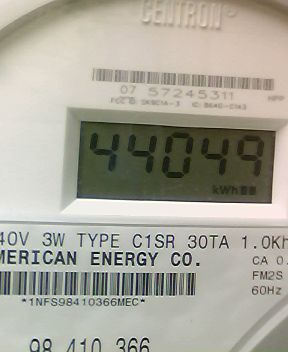 CENTRON
07 57245311
44049
kWh
40V 3W TYPE C1SR 30TA 1.0Kh
MERICAN ENERGY CO.
CA 0.
FM2S
60Hz
*1NFS98410366MEC*
98 410 366